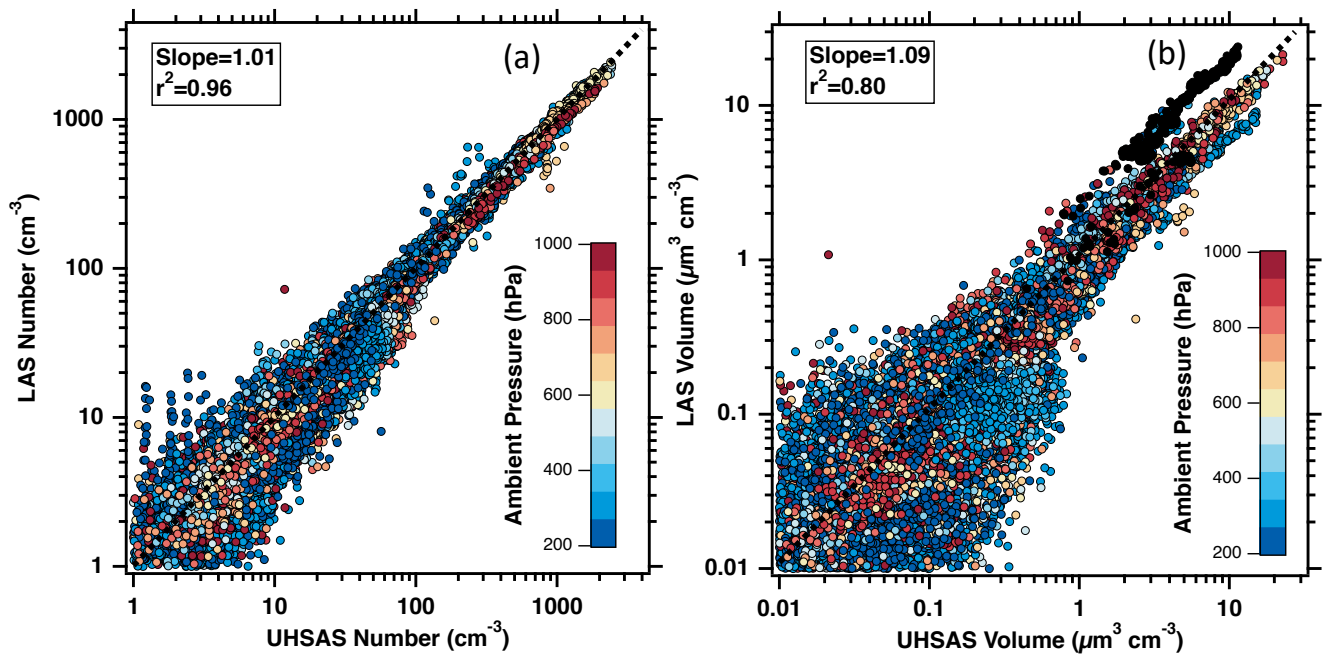 Slope=1.01
r²=0.96
(a)
1000
100
10
1
LAS Number (cm⁻³)
1
10
100
1000
UHSAS Number (cm⁻³)
1000
800
600
400
200
Ambient Pressure (hPa)
Slope=1.09
r²=0.80
(b)
10
1
0.1
0.01
LAS Volume (µm³ cm⁻³)
0.01
0.1
1
10
UHSAS Volume (µm³ cm⁻³)
1000
800
600
400
200
Ambient Pressure (hPa)